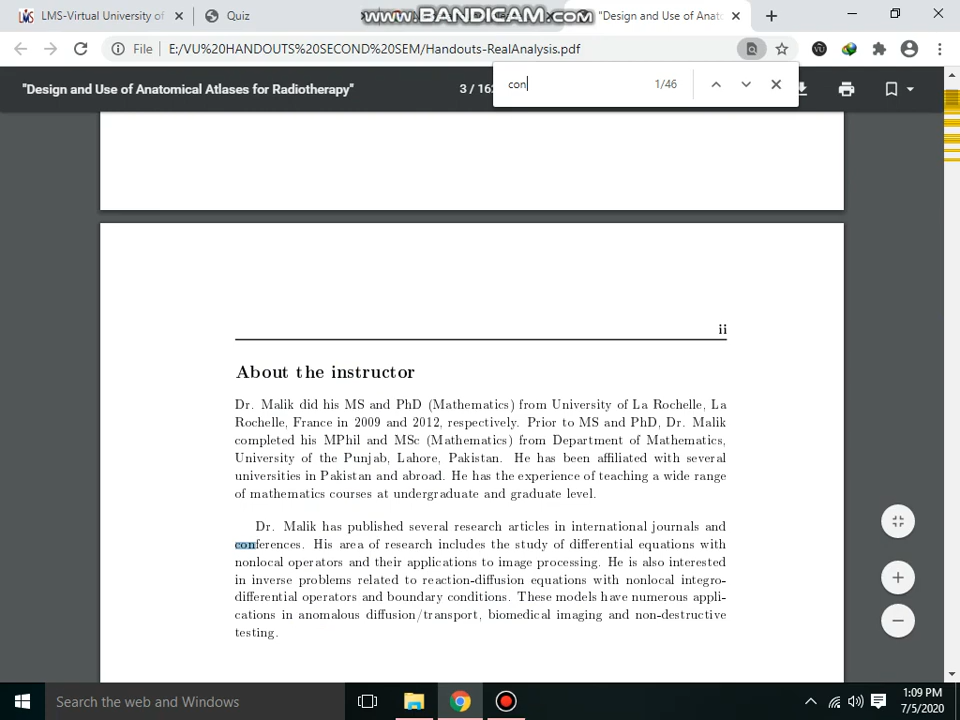 LMS-Virtual University of
Quiz
www.BANDICAM.com
"Design and Use of Anato
File
E:/VU%20HANDOUTS%20SECOND%20SEM/Handouts-RealAnalysis.pdf
VU
"Design and Use of Anatomical Atlases for Radiotherapy"
3 / 162
con
1/46
ii
About the instructor
Dr. Malik did his MS and PhD (Mathematics) from University of La Rochelle, La
Rochelle, France in 2009 and 2012, respectively. Prior to MS and PhD, Dr. Malik
completed his MPhil and MSc (Mathematics) from Department of Mathematics,
University of the Punjab, Lahore, Pakistan. He has been affiliated with several
universities in Pakistan and abroad. He has the experience of teaching a wide range
of mathematics courses at undergraduate and graduate level.
Dr. Malik has published several research articles in international journals and
conferences. His area of research includes the study of differential equations with
nonlocal operators and their applications to image processing. He is also interested
in inverse problems related to reaction-diffusion equations with nonlocal integro-
differential operators and boundary conditions. These models have numerous appli-
cations in anomalous diffusion/transport, biomedical imaging and non-destructive
testing.
Search the web and Windows
1:09 PM
7/5/2020